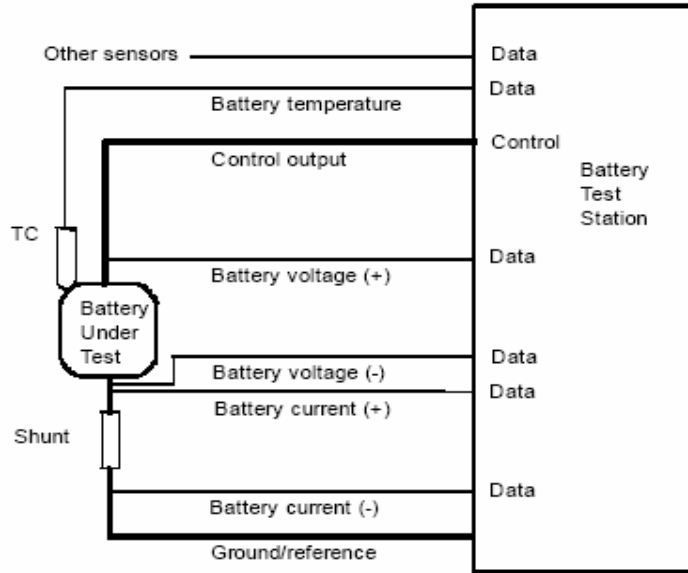 Other sensors
Data
Data
Battery temperature
Control
Control output
Battery
Test
Station
TC
Data
Battery voltage (+)
Battery
Under
Test
Data
Battery voltage (-)
Data
Battery current (+)
Shunt
Data
Battery current (-)
Ground/reference